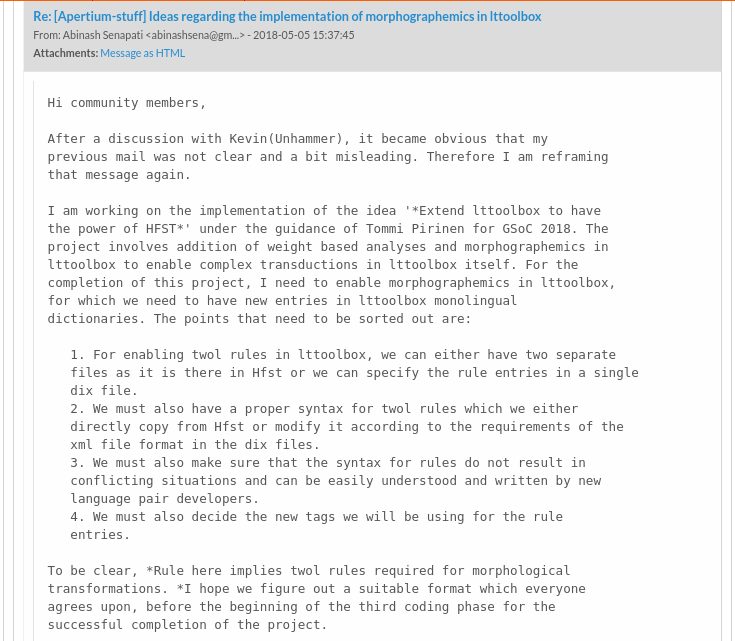 Re: [Apertium-stuff] Ideas regarding the implementation of morphographemics in lttoolbox
From: Abinash Senapati <abinashsena@gm...> - 2018-05-05 15:37:45
Attachments: Message as HTML
Hi community members,
After a discussion with Kevin(Unhammer), it became obvious that my
previous mail was not clear and a bit misleading. Therefore I am reframing
that message again.
I am working on the implementation of the idea '*Extend lttoolbox to have
the power of HFST*' under the guidance of Tommi Pirinen for GSoC 2018. The
project involves addition of weight based analyses and morphographemics in
lttoolbox to enable complex transductions in lttoolbox itself. For the
completion of this project, I need to enable morphographemics in lttoolbox,
for which we need to have new entries in lttoolbox monolingual
dictionaries. The points that need to be sorted out are:
1. For enabling twol rules in lttoolbox, we can either have two separate
files as it is there in Hfst or we can specify the rule entries in a single
dix file.
2. We must also have a proper syntax for twol rules which we either
directly copy from Hfst or modify it according to the requirements of the
xml file format in the dix files.
3. We must also make sure that the syntax for rules do not result in
conflicting situations and can be easily understood and written by new
language pair developers.
4. We must also decide the new tags we will be using for the rule
entries.
To be clear, *Rule here implies twol rules required for morphological
transformations. *I hope we figure out a suitable format which everyone
agrees upon, before the beginning of the third coding phase for the
successful completion of the project.